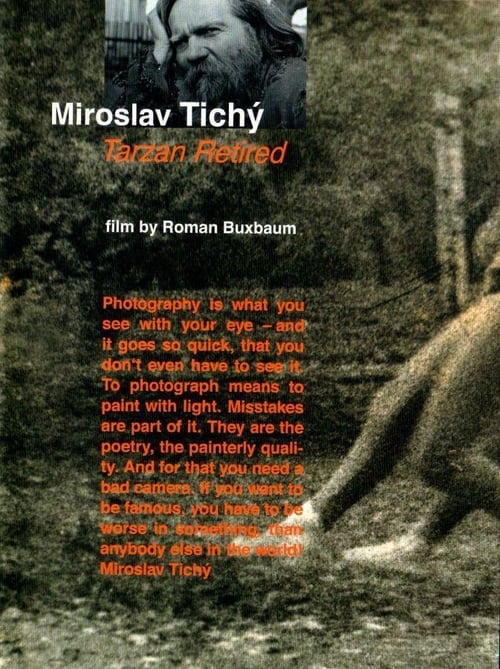 Miroslav Tichý
Tarzan Retired
film by Roman Buxbaum
Photography is what you
see with your eye – and
it goes so quick, that you
don't even have to see it.
To photograph means to
paint with light. Misstakes
are part of it. They are the
poetry, the painterly quali-
ty. And for that you need a
bad camera. If you want to
be famous, you have to be
worse in something, than
anybody else in the world!
Miroslav Tichý